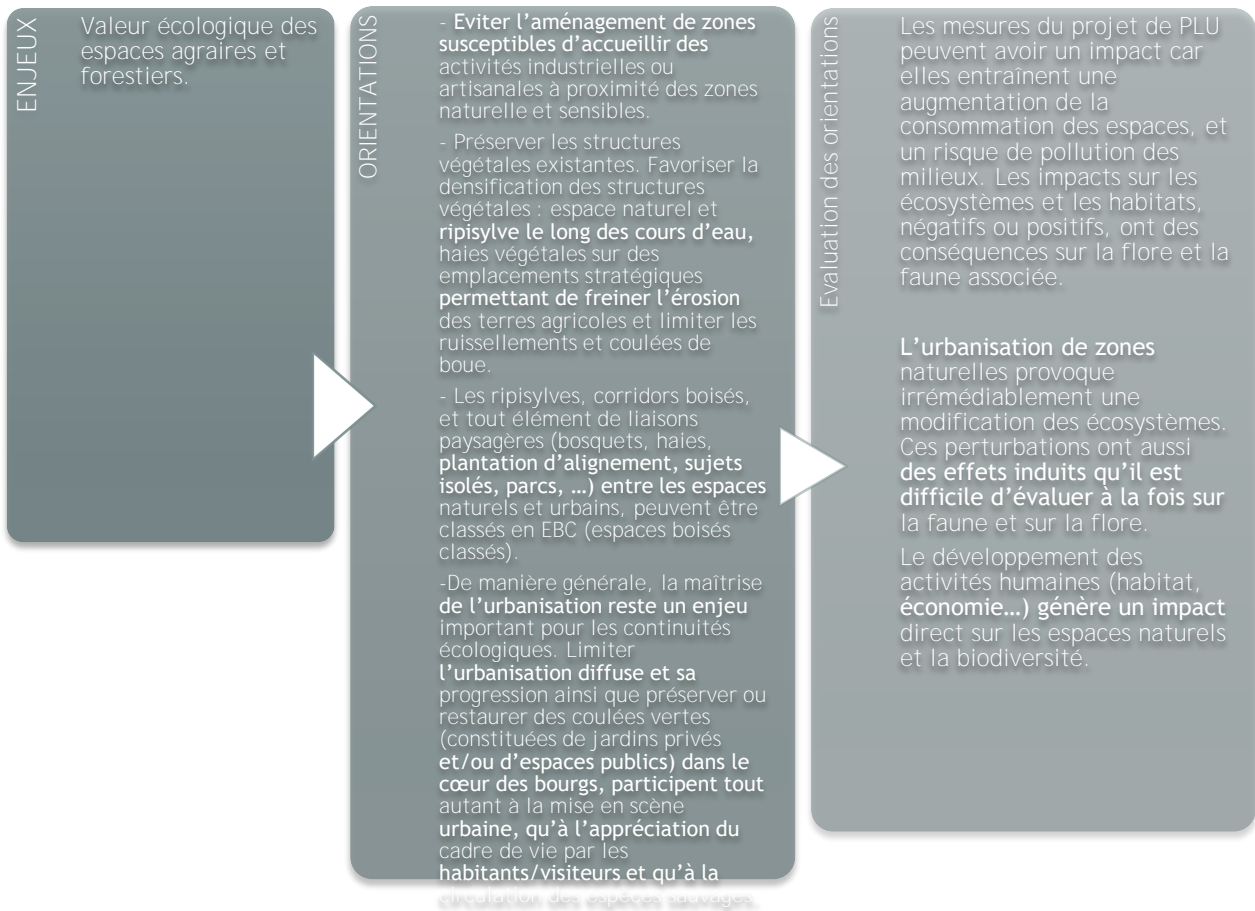 ENJEUX
Valeur écologique des
espaces agraires et
forestiers.
ORIENTATIONS
- Eviter l’aménagement de zones
susceptibles d’accueillir des
activités industrielles ou
artisanales à proximité des zones
naturelle et sensibles.
- Préserver les structures
végétales existantes. Favoriser la
densification des structures
végétales : espace naturel et
ripisylve le long des cours d’eau,
haies végétales sur des
emplacements stratégiques
permettant de freiner l’érosion
des terres agricoles et limiter les
ruissellements et coulées de
boue.
- Les ripisylves, corridors boisés,
et tout élément de liaisons
paysagères (bosquets, haies,
plantation d’alignement, sujets
isolés, parcs, …) entre les espaces
naturels et urbains, peuvent être
classés en EBC (espaces boisés
classés).
-De manière générale, la maîtrise
de l’urbanisation reste un enjeu
important pour les continuités
écologiques. Limiter
l’urbanisation diffuse et sa
progression ainsi que préserver ou
restaurer des coulées vertes
(constituées de jardins privés
et/ou d’espaces publics) dans le
cœur des bourgs, participent tout
autant à la mise en scène
urbaine, qu’à l’appréciation du
cadre de vie par les
habitants/visiteurs et qu’à la
circulation des espèces sauvages.
Evaluation des orientations
Les mesures du projet de PLU
peuvent avoir un impact car
elles entraînent une
augmentation de la
consommation des espaces, et
un risque de pollution des
milieux. Les impacts sur les
écosystèmes et les habitats,
négatifs ou positifs, ont des
conséquences sur la flore et la
faune associée.
L’urbanisation de zones
naturelles provoque
irrémédiablement une
modification des écosystèmes.
Ces perturbations ont aussi
des effets induits qu’il est
difficile d’évaluer à la fois sur
la faune et sur la flore.
Le développement des
activités humaines (habitat,
économie…) génère un impact
direct sur les espaces naturels
et la biodiversité.